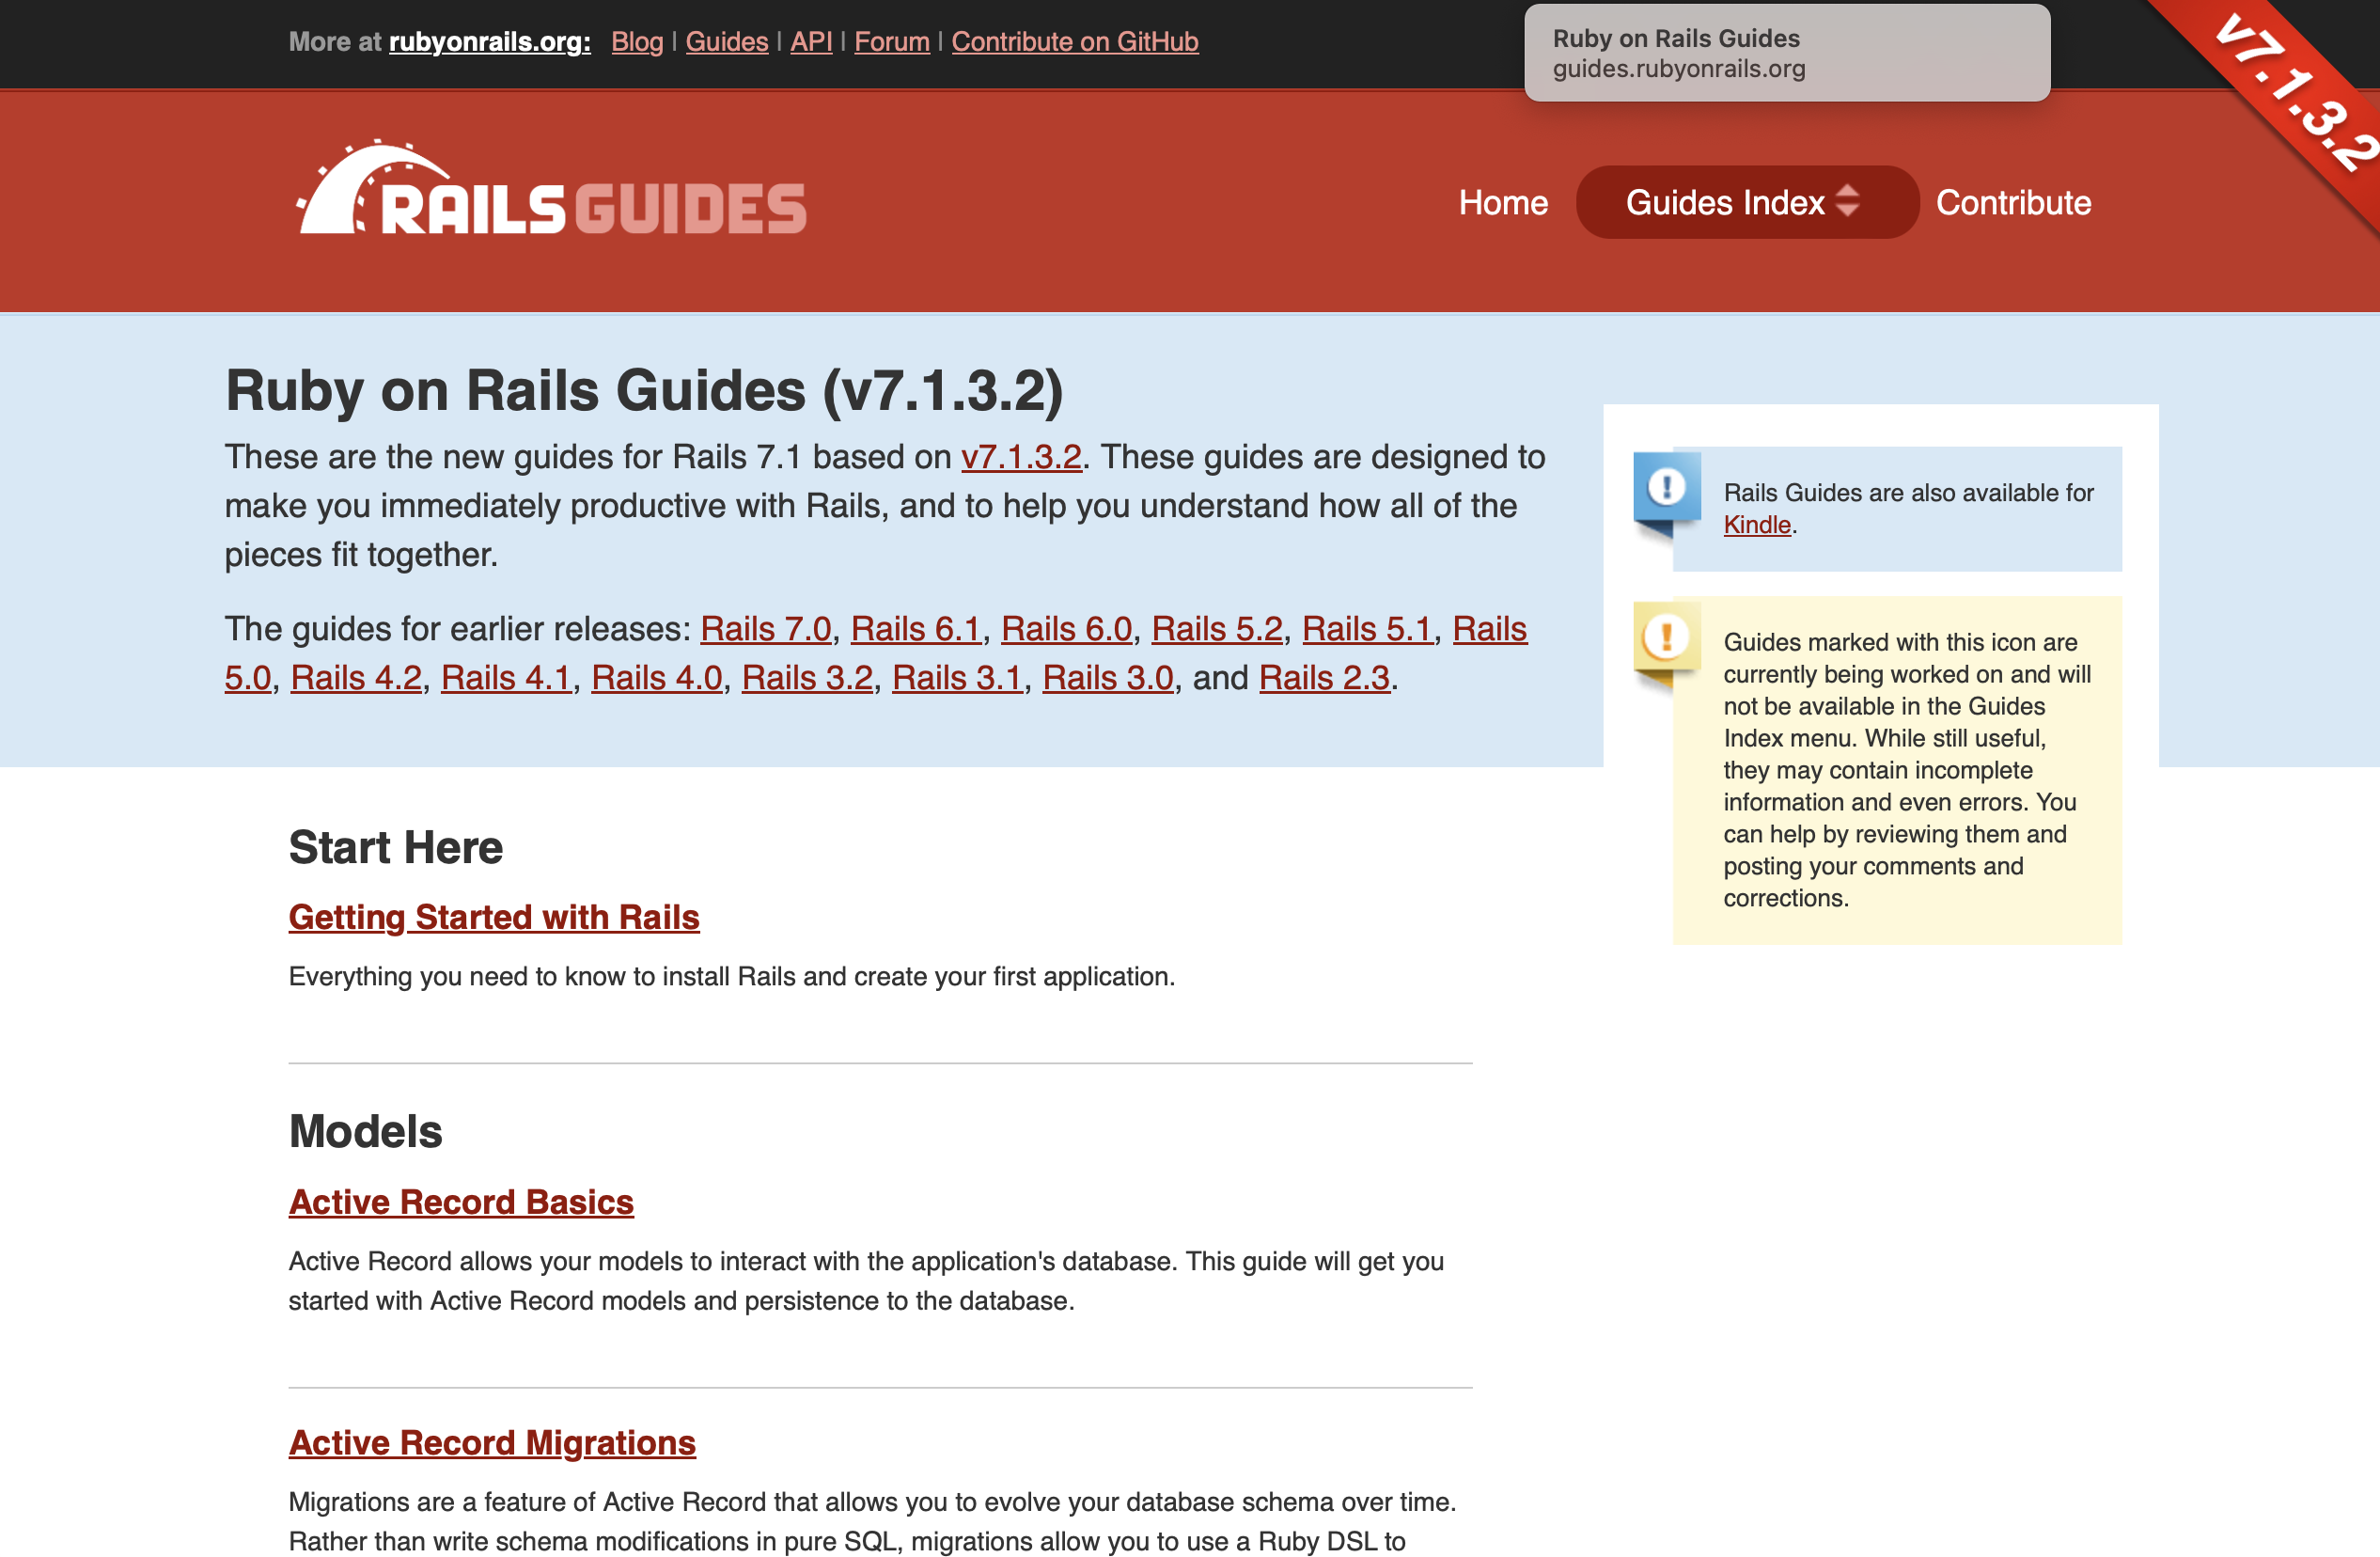 More at rubyonrails.org: Blog | Guides | API | Forum | Contribute on GitHub
Ruby on Rails Guides
guides.rubyonrails.org
v7.1.3.2
RAILS GUIDES
Home
Guides Index
Contribute
Ruby on Rails Guides (v7.1.3.2)
These are the new guides for Rails 7.1 based on v7.1.3.2. These guides are designed to
make you immediately productive with Rails, and to help you understand how all of the
pieces fit together.
The guides for earlier releases: Rails 7.0, Rails 6.1, Rails 6.0, Rails 5.2, Rails 5.1, Rails
5.0, Rails 4.2, Rails 4.1, Rails 4.0, Rails 3.2, Rails 3.1, Rails 3.0, and Rails 2.3.
Rails Guides are also available for
Kindle.
Guides marked with this icon are
currently being worked on and will
not be available in the Guides
Index menu. While still useful,
they may contain incomplete
information and even errors. You
can help by reviewing them and
posting your comments and
corrections.
Start Here
Getting Started with Rails
Everything you need to know to install Rails and create your first application.
Models
Active Record Basics
Active Record allows your models to interact with the application's database. This guide will get you
started with Active Record models and persistence to the database.
Active Record Migrations
Migrations are a feature of Active Record that allows you to evolve your database schema over time.
Rather than write schema modifications in pure SQL, migrations allow you to use a Ruby DSL to